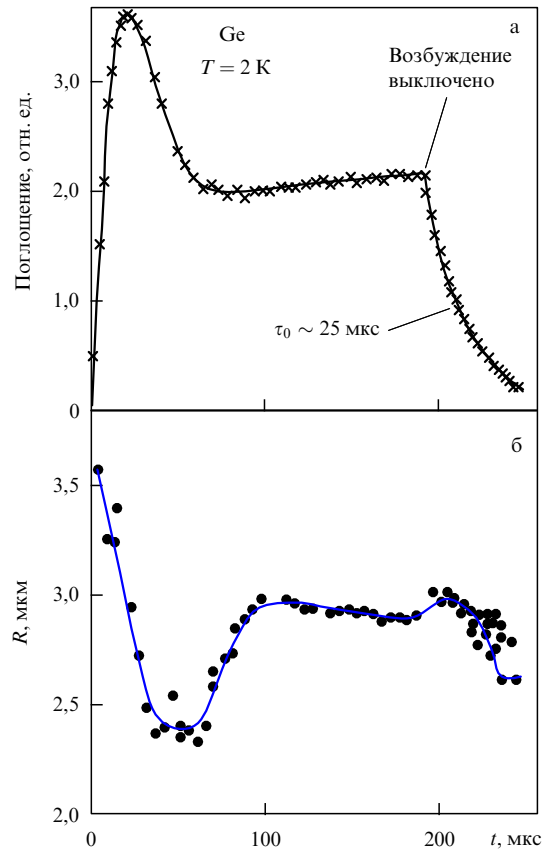 а
Ge
T = 2 К
Возбуждение
выключено
Поглощение, отн. ед.
3,0
2,0
1,0
0
τ₀ ∼ 25 мкс
б
R, мкм
3,5
3,0
2,5
2,0
0
100
200
t, мкс